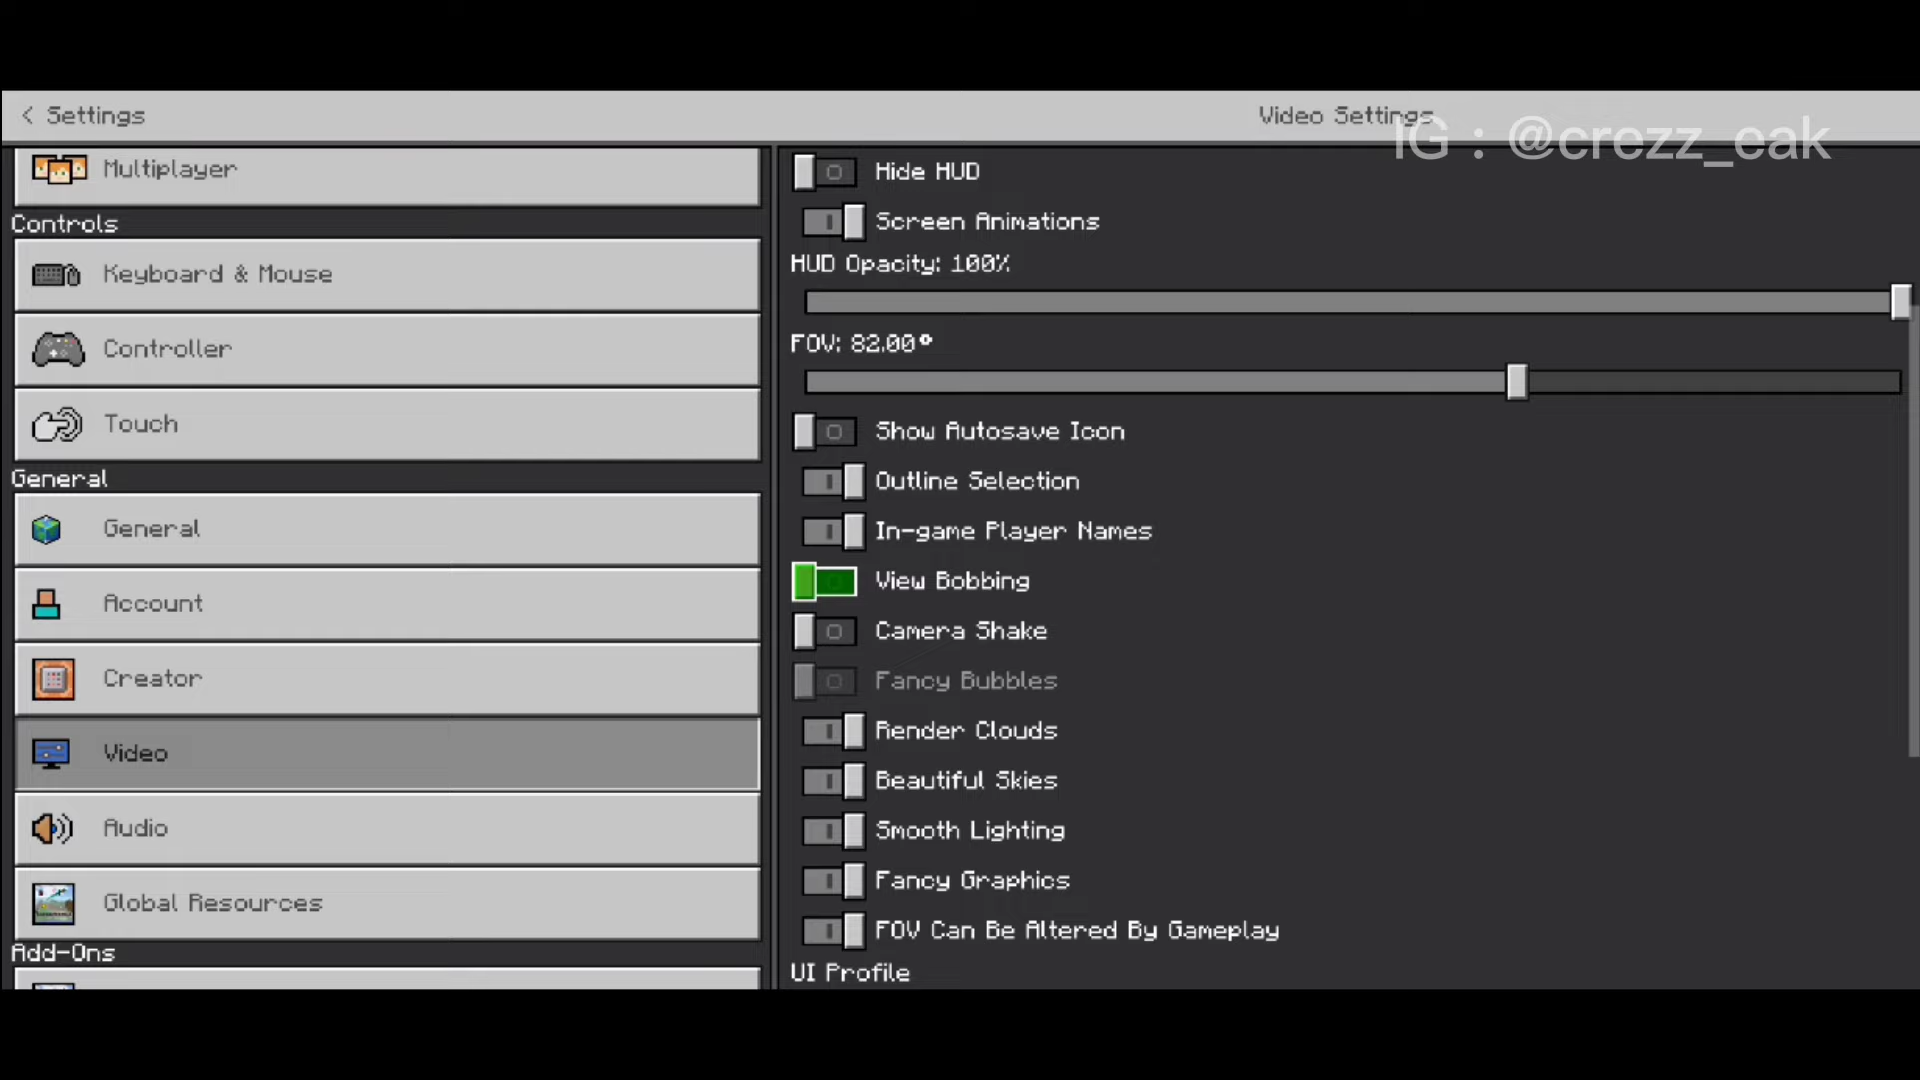 < Settings
Video Settings
IG : @crezz_eak
Multiplayer
Controls
Keyboard & Mouse
Controller
Touch
General
General
Account
Creator
Video
Audio
Global Resources
Add-Ons
Hide HUD
Screen Animations
HUD Opacity: 100%
FOV: 82.00°
Show Autosave Icon
Outline Selection
In-game Player Names
View Bobbing
Camera Shake
Fancy Bubbles
Render Clouds
Beautiful Skies
Smooth Lighting
Fancy Graphics
FOV Can Be Altered By Gameplay
UI Profile